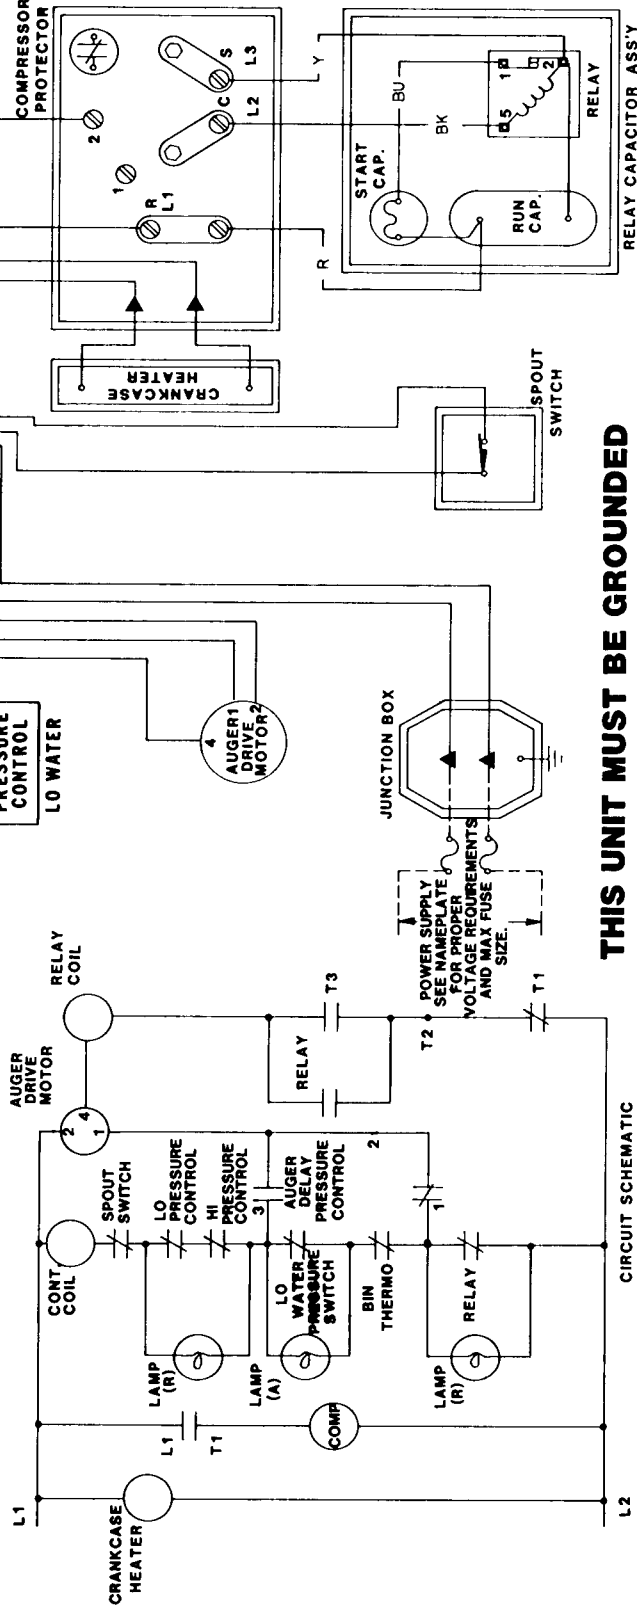 COMPRESSOR
PROTECTOR
2
1
S
L3
C
L2
R
L1
Y
BU
BK
R
START
CAP.
RUN
CAP.
1
2
5
RELAY
RELAY CAPACITOR ASS'Y
CRANKCASE
HEATER
SPOUT
SWITCH
PRESSURE
CONTROL
LO WATER
4
AUGER1
DRIVE
MOTOR2
JUNCTION BOX
POWER SUPPLY
SEE NAMEPLATE
FOR PROPER
VOLTAGE REQUIREMENTS
AND MAX FUSE
SIZE.
THIS UNIT MUST BE GROUNDED
RELAY
COIL
AUGER
DRIVE
MOTOR
2
4
1
T3
RELAY
T2
T1
SPOUT
SWITCH
LO
PRESSURE
CONTROL
HI
PRESSURE
CONTROL
3
AUGER
DELAY
PRESSURE
CONTROL
2
1
CONT.
COIL
LO
WATER
PRESSURE
SWITCH
BIN
THERMO
RELAY
LAMP
(R)
LAMP
(A)
LAMP
(R)
L1
T1
COMP
CRANKCASE
HEATER
L1
L2
CIRCUIT SCHEMATIC